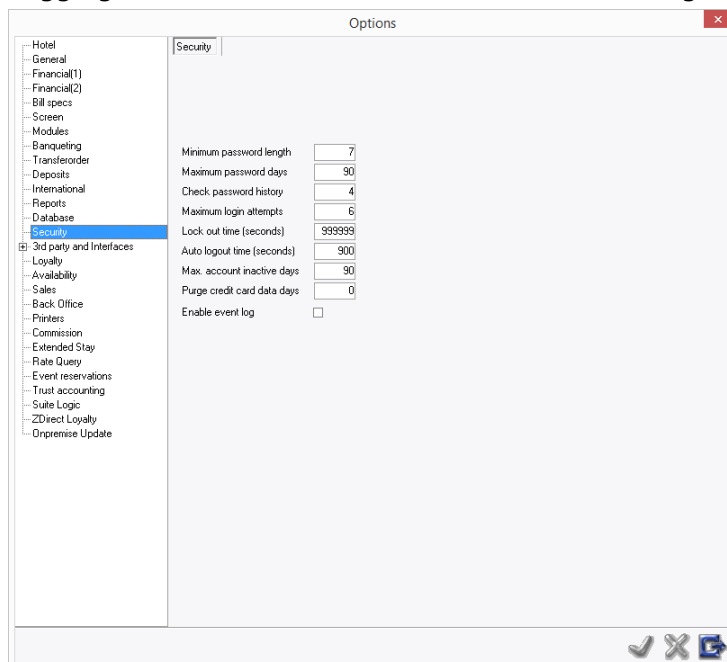 Options
Hotel
General
Financial(1)
Financial(2)
Bill specs
Screen
Modules
Banqueting
Transferorder
Deposits
International
Reports
Database
Security
3rd party and Interfaces
Loyalty
Availability
Sales
Back Office
Printers
Commission
Extended Stay
Rate Query
Event reservations
Trust accounting
Suite Logic
ZDirect Loyalty
Onpremise Update
Security
Minimum password length 7
Maximum password days 90
Check password history 4
Maximum login attempts 6
Lock out time (seconds) 999999
Auto logout time (seconds) 900
Max. account inactive days 90
Purge credit card data days 0
Enable event log